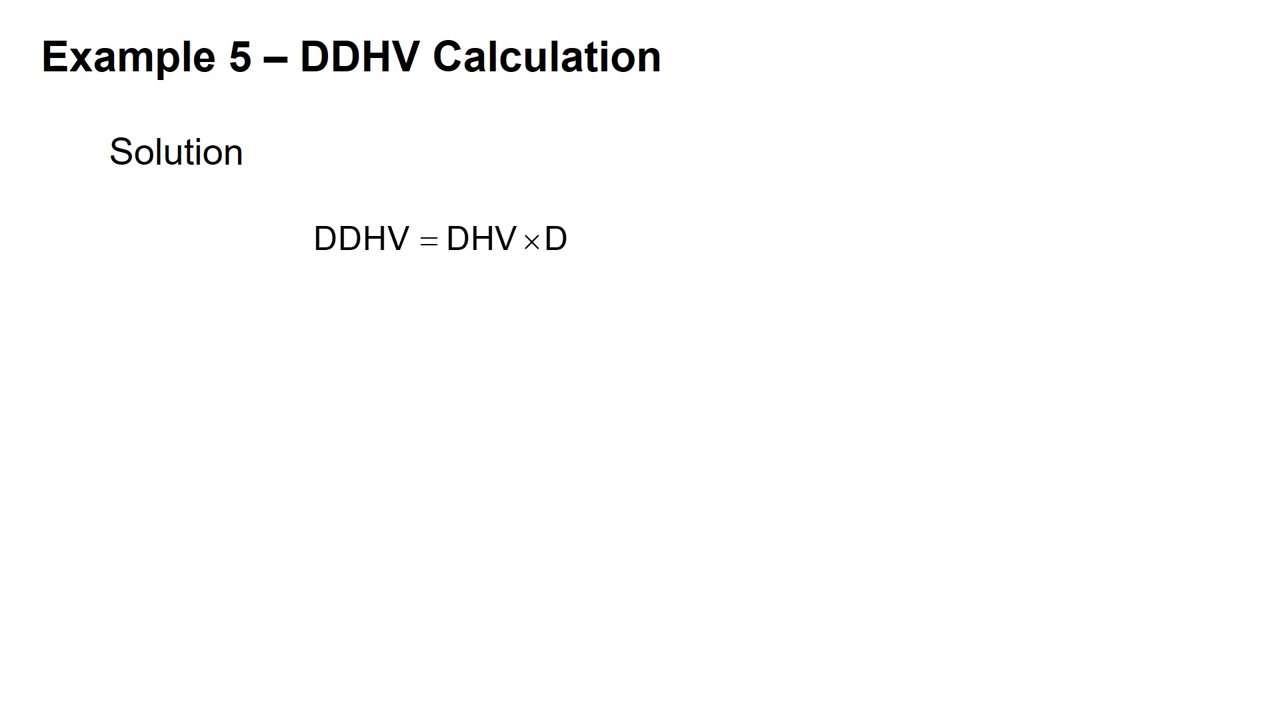 Example 5 – DDHV Calculation
Solution
DDHV = DHV × D